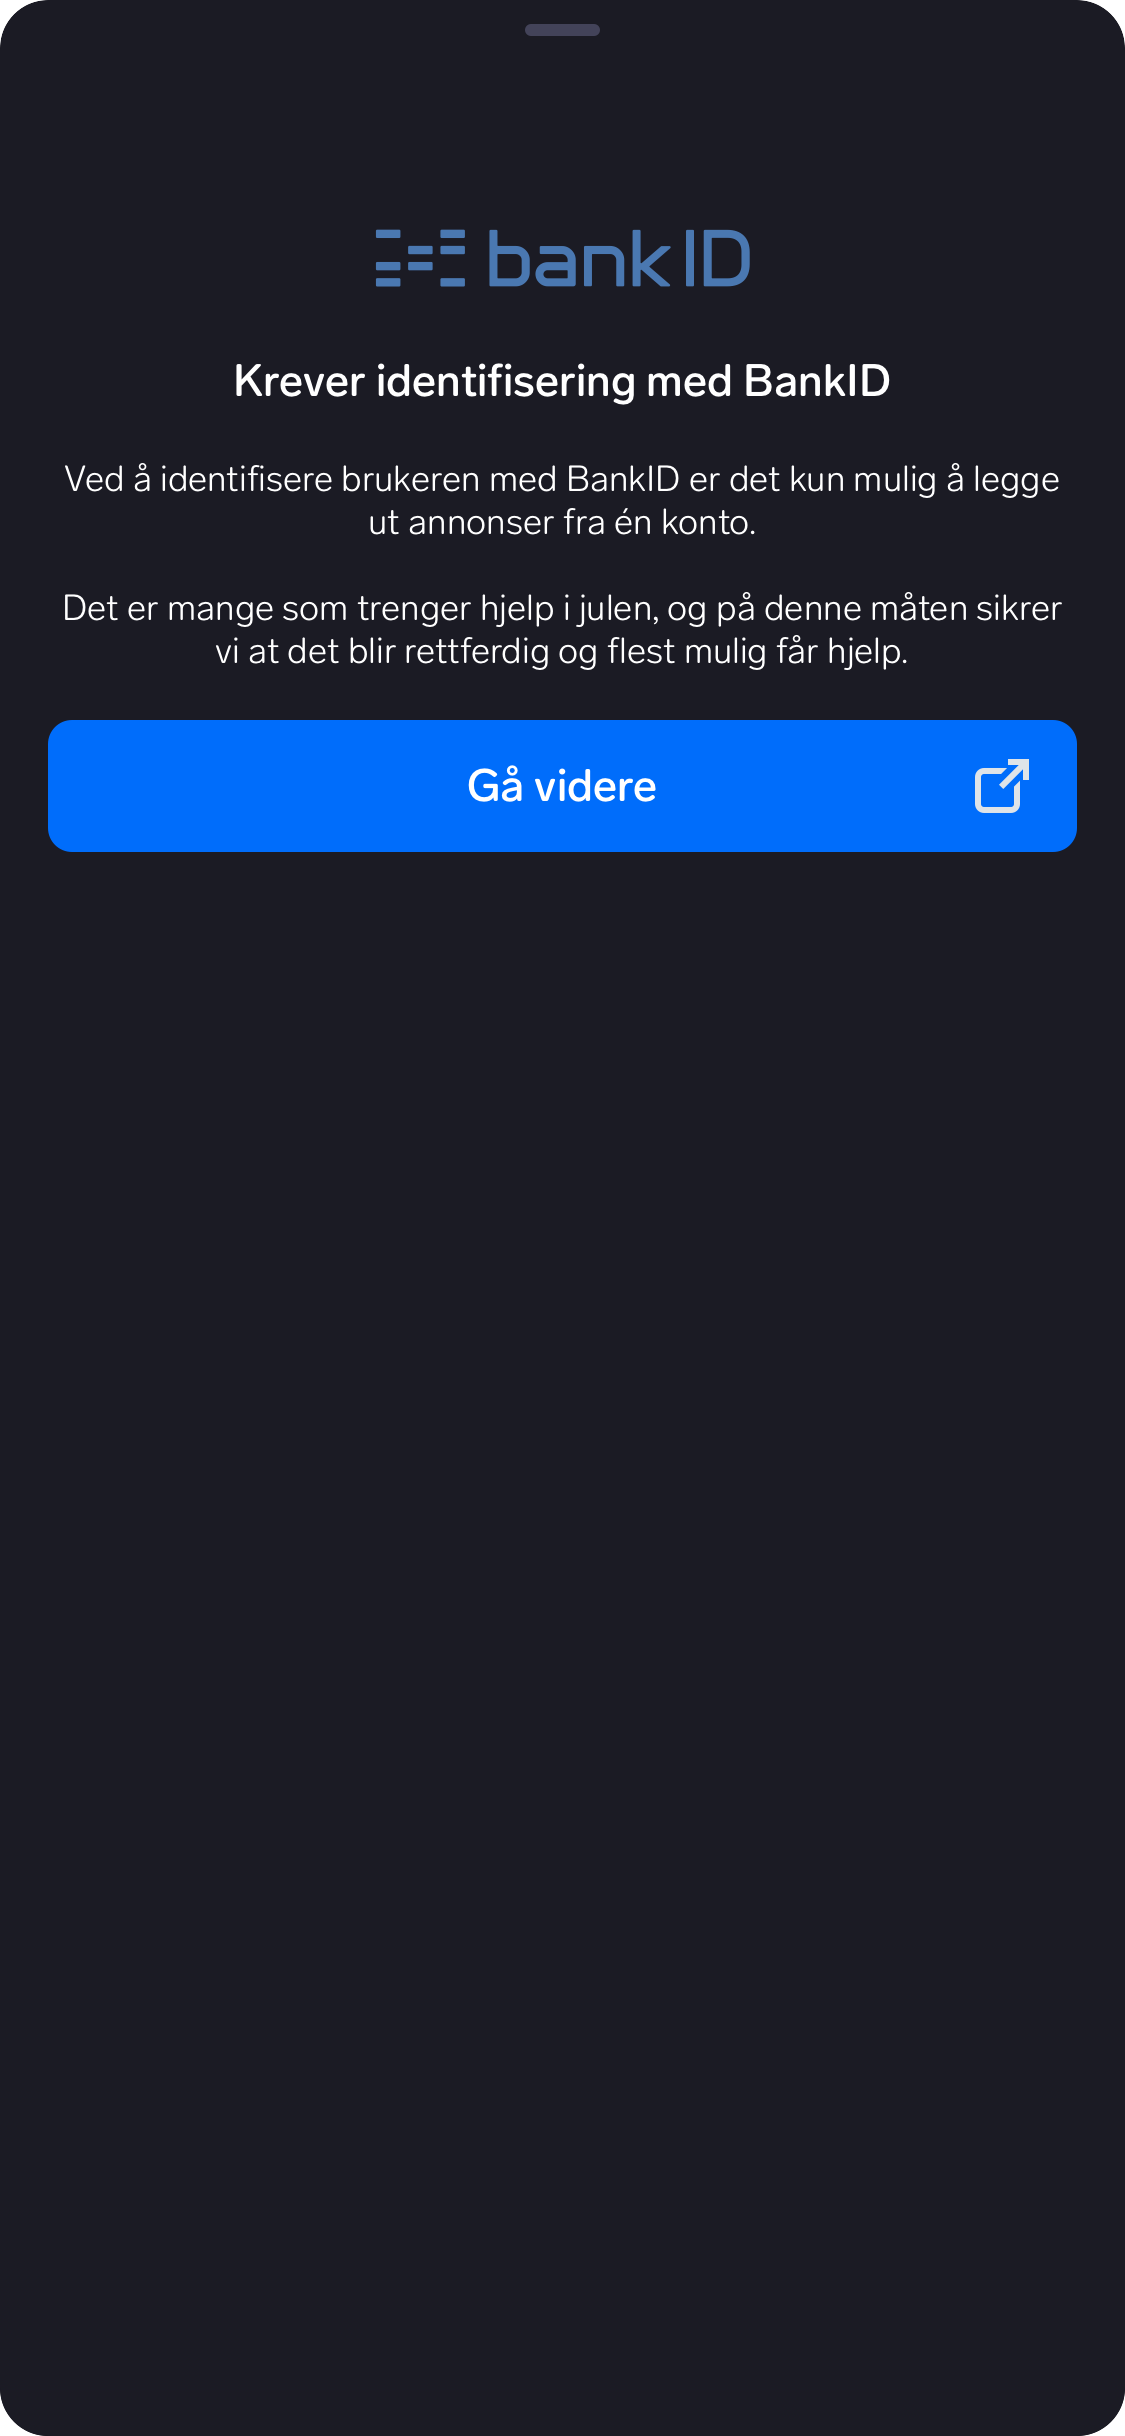 bankID
Krever identifisering med BankID
Ved å identifisere brukeren med BankID er det kun mulig å legge
ut annonser fra én konto.
Det er mange som trenger hjelp i julen, og på denne måten sikrer
vi at det blir rettferdig og flest mulig får hjelp.
Gå videre